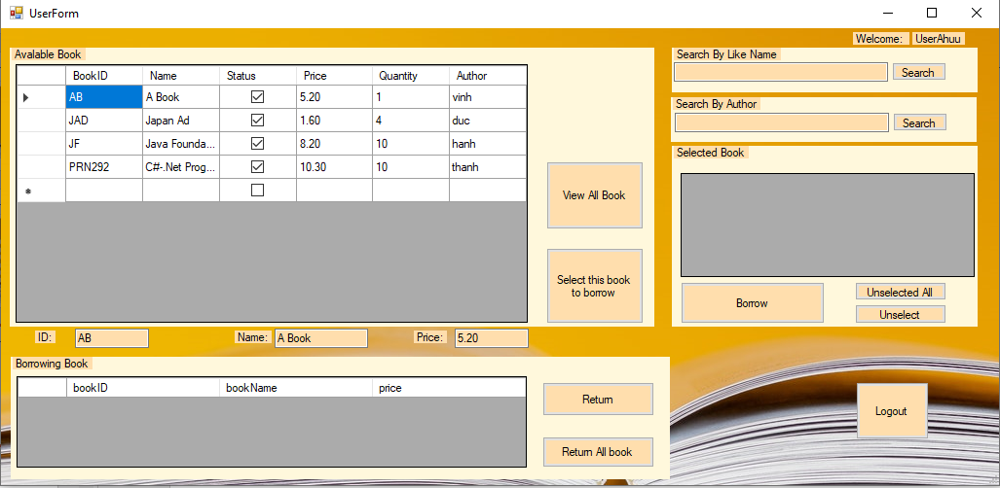 UserForm
Welcome: UserAhuu
Avalable Book
BookID Name Status Price Quantity Author
AB A Book 5.20 1 vinh
JAD Japan Ad 1.60 4 duc
JF Java Founda... 8.20 10 hanh
PRN292 C#-.Net Prog... 10.30 10 thanh
View All Book
Select this book
to borrow
ID: AB Name: A Book Price: 5.20
Search By Like Name
Search
Search By Author
Search
Selected Book
Borrow
Unselected All
Unselect
Borrowing Book
bookID bookName price
Return
Return All book
Logout